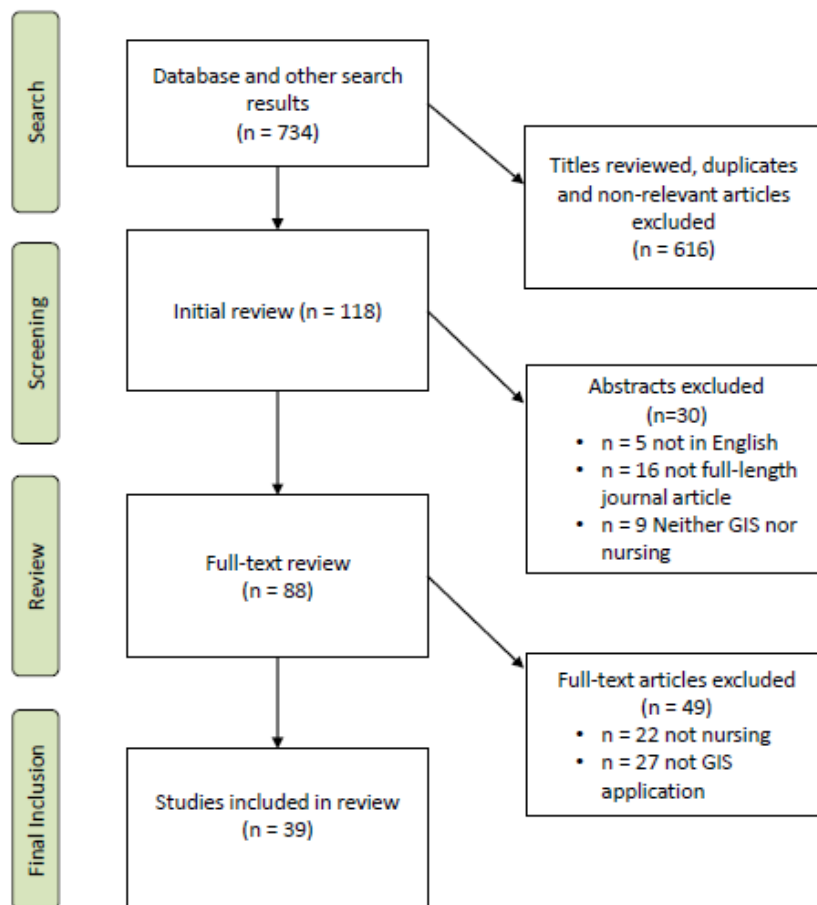 Search
Database and other search
results
(n = 734)
Titles reviewed, duplicates
and non-relevant articles
excluded
(n = 616)
Screening
Initial review (n = 118)
Abstracts excluded
(n=30)
• n = 5 not in English
• n = 16 not full-length
journal article
• n = 9 Neither GIS nor
nursing
Review
Full-text review
(n = 88)
Full-text articles excluded
(n = 49)
• n = 22 not nursing
• n = 27 not GIS
application
Final Inclusion
Studies included in review
(n = 39)